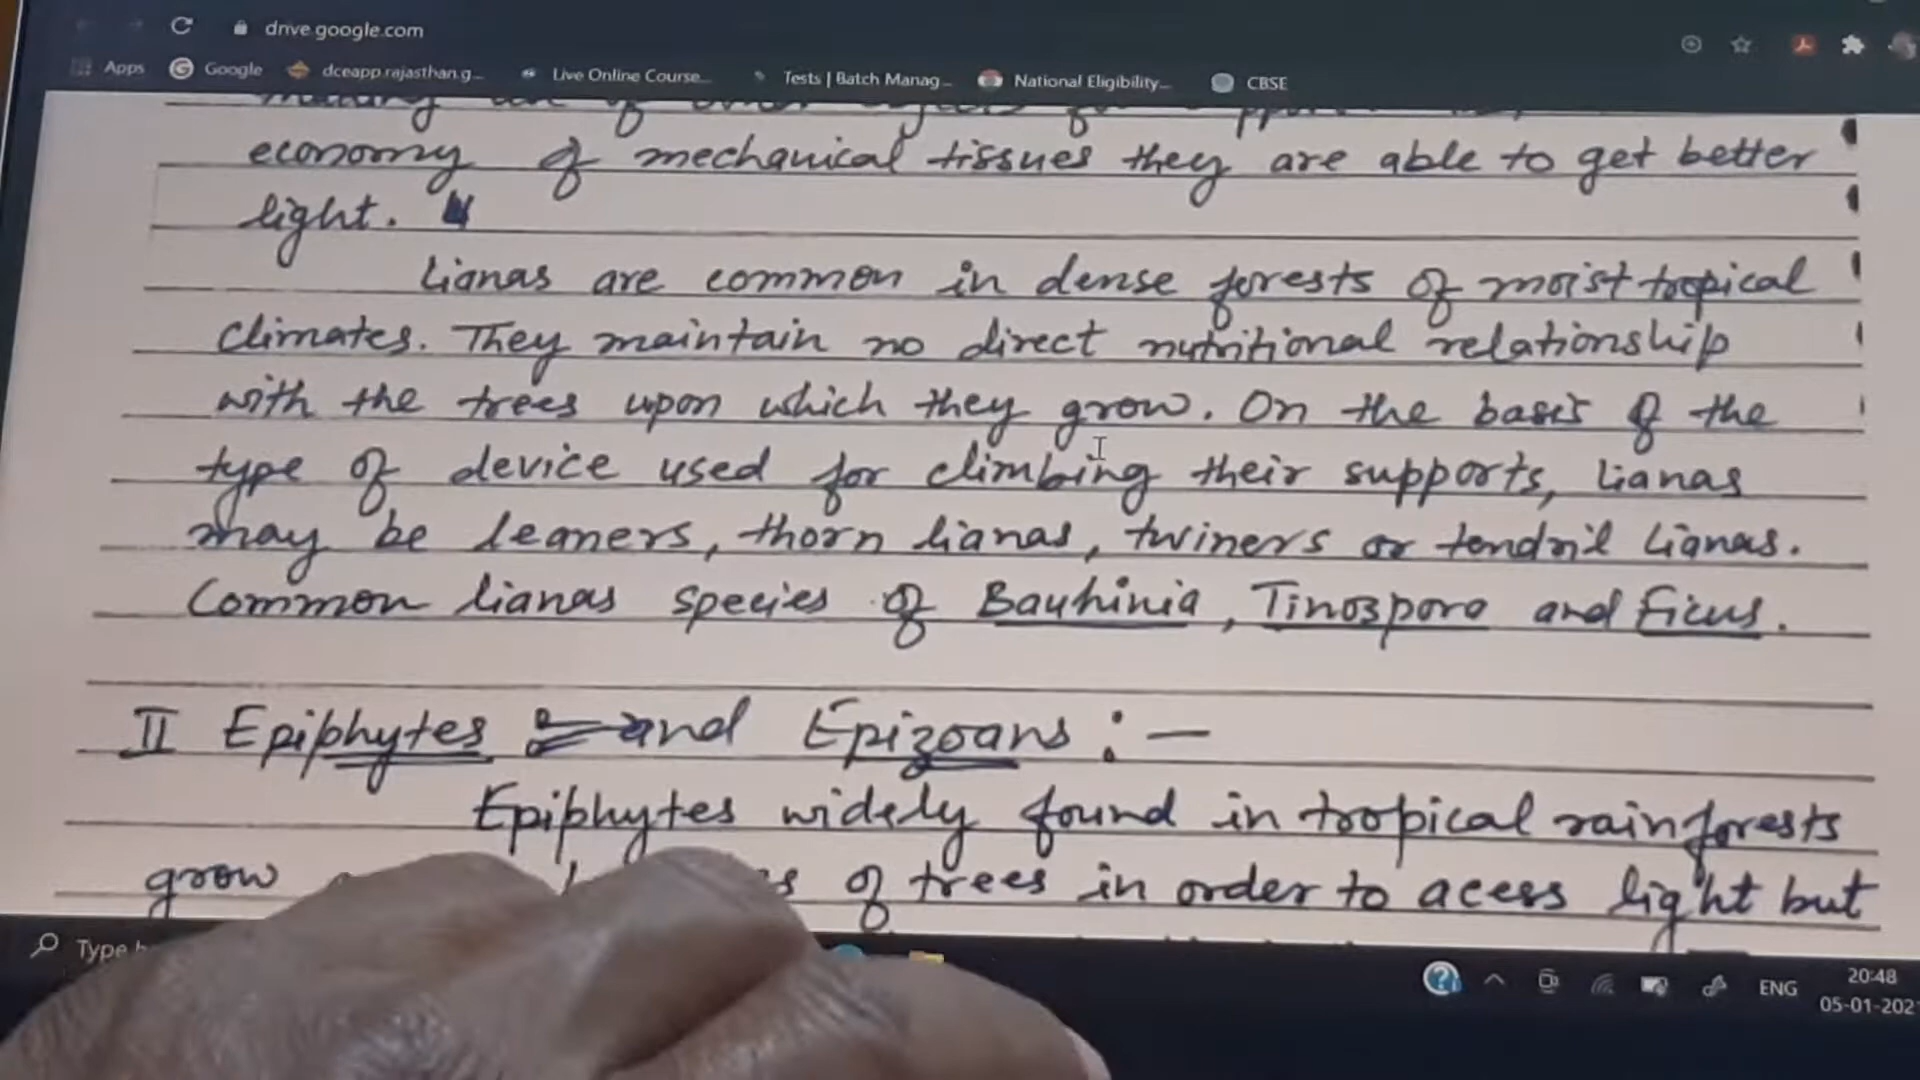 drive.google.com
Apps Google dceapp.rajasthan.g... Live Online Course... Tests | Batch Manag... National Eligibility... CBSE
economy of mechanical tissues they are able to get better
light.
Lianas are common in dense forests of moist tropical
climates. They maintain no direct nutritional relationship
with the trees upon which they grow. On the basis of the
type of device used for climbing their supports, lianas
may be leaners, thorn lianas, twiners or tendril lianas.
Common lianas species of Bauhinia, Tinospora and Ficus.
II Epiphytes and Epizoans :-
Epiphytes widely found in tropical rainforests
grow of trees in order to acess light but
Type
ENG
20:48
05-01-202